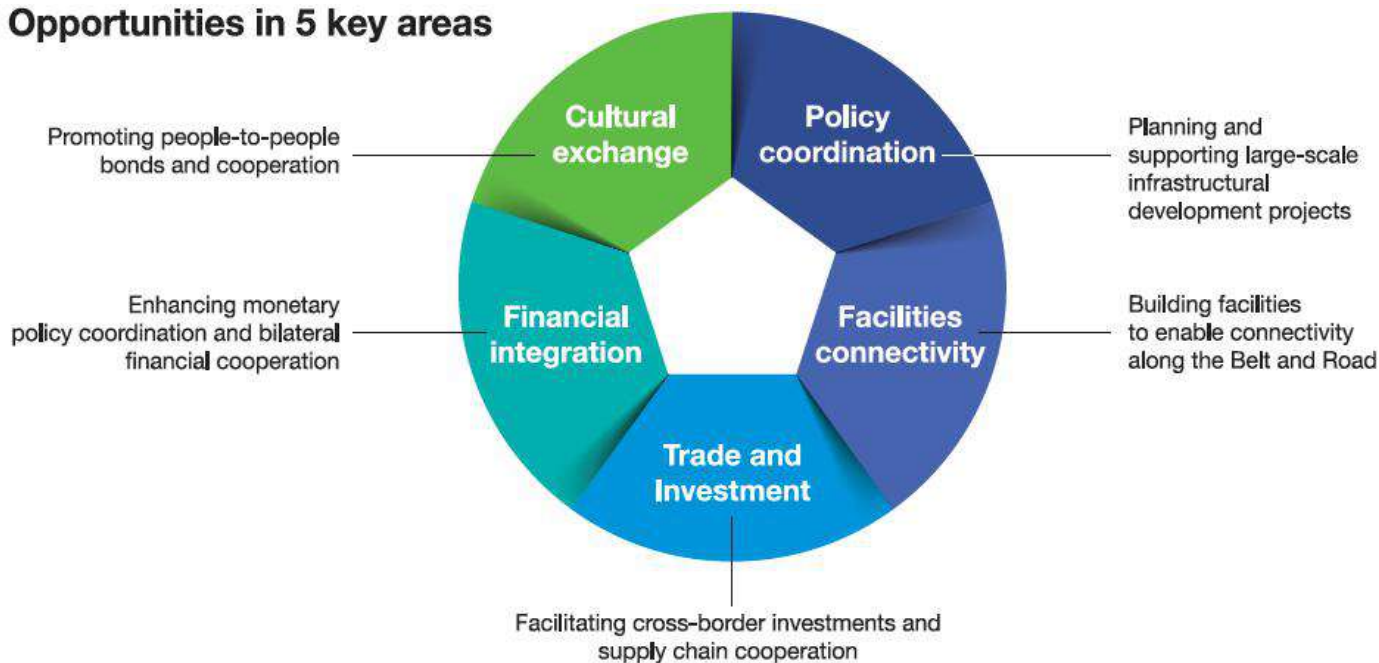 Opportunities in 5 key areas
Cultural
exchange
Promoting people-to-people
bonds and cooperation
Policy
coordination
Planning and
supporting large-scale
infrastructural
development projects
Financial
integration
Enhancing monetary
policy coordination and bilateral
financial cooperation
Facilities
connectivity
Building facilities
to enable connectivity
along the Belt and Road
Trade and
Investment
Facilitating cross-border investments and
supply chain cooperation